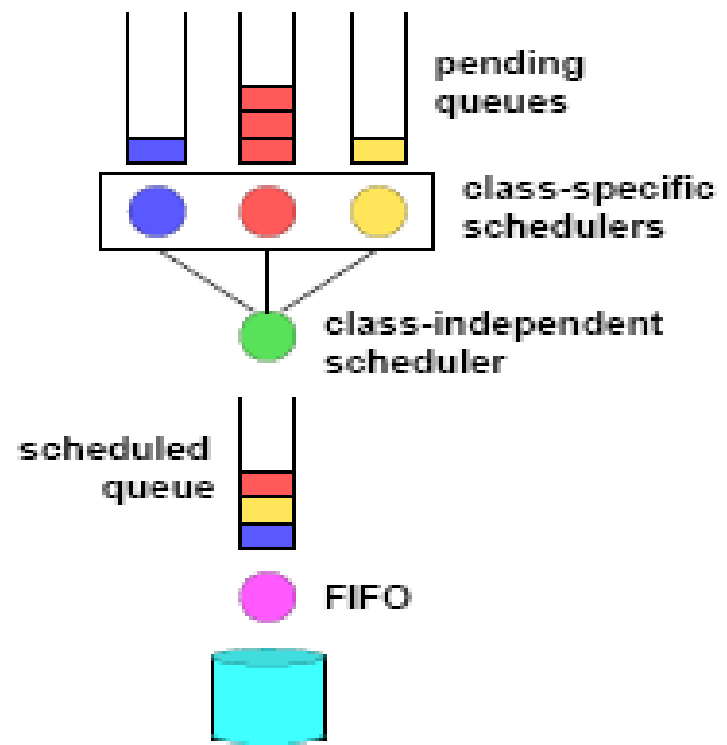 pending
queues
class-specific
schedulers
class-independent
scheduler
scheduled
queue
FIFO